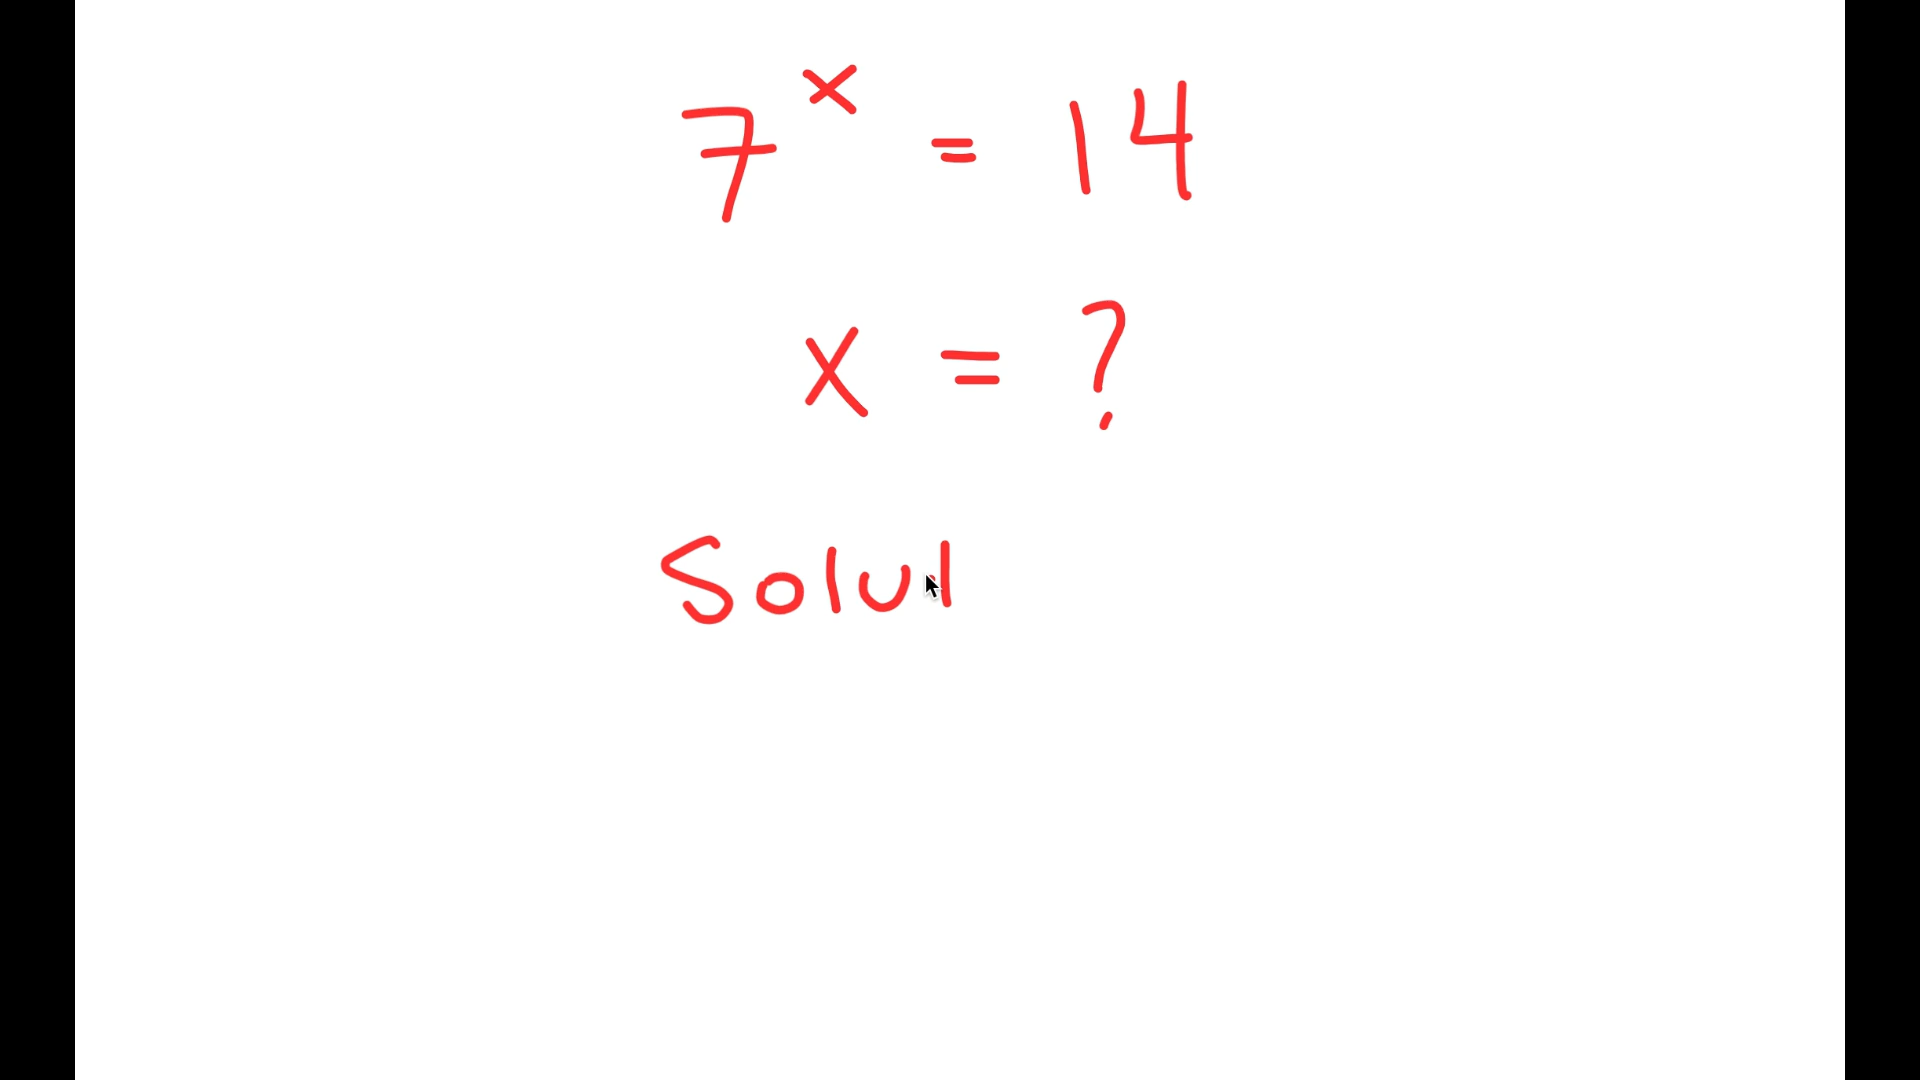 7^x = 14
x = ?
Solut